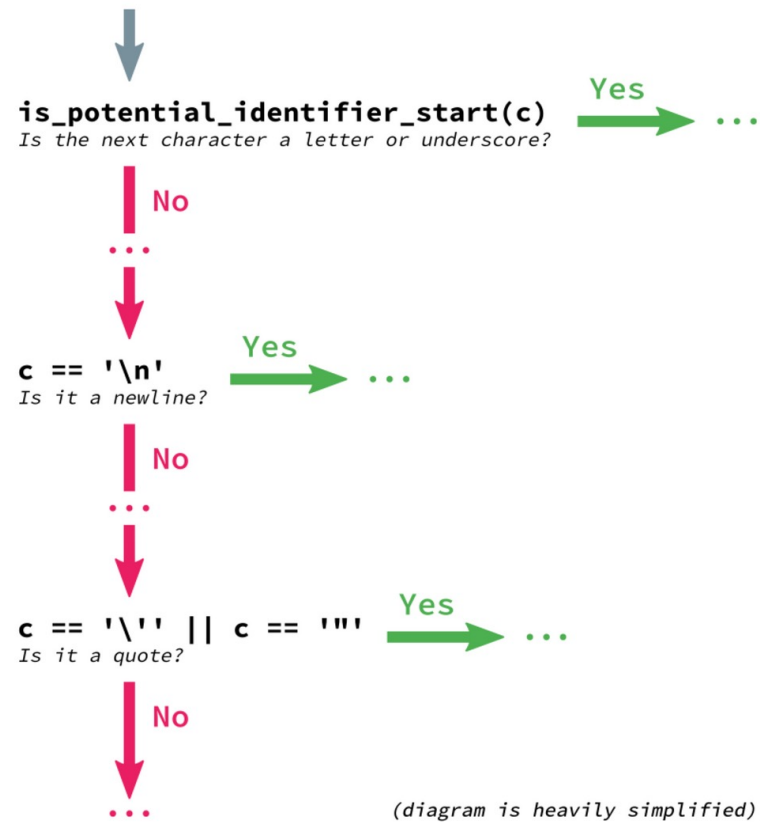 Yes
is_potential_identifier_start(c)
...
Is the next character a letter or underscore?
No
...
Yes
c == '\n'
...
Is it a newline?
No
...
Yes
c == '\'' || c == '"'
...
Is it a quote?
No
...
(diagram is heavily simplified)